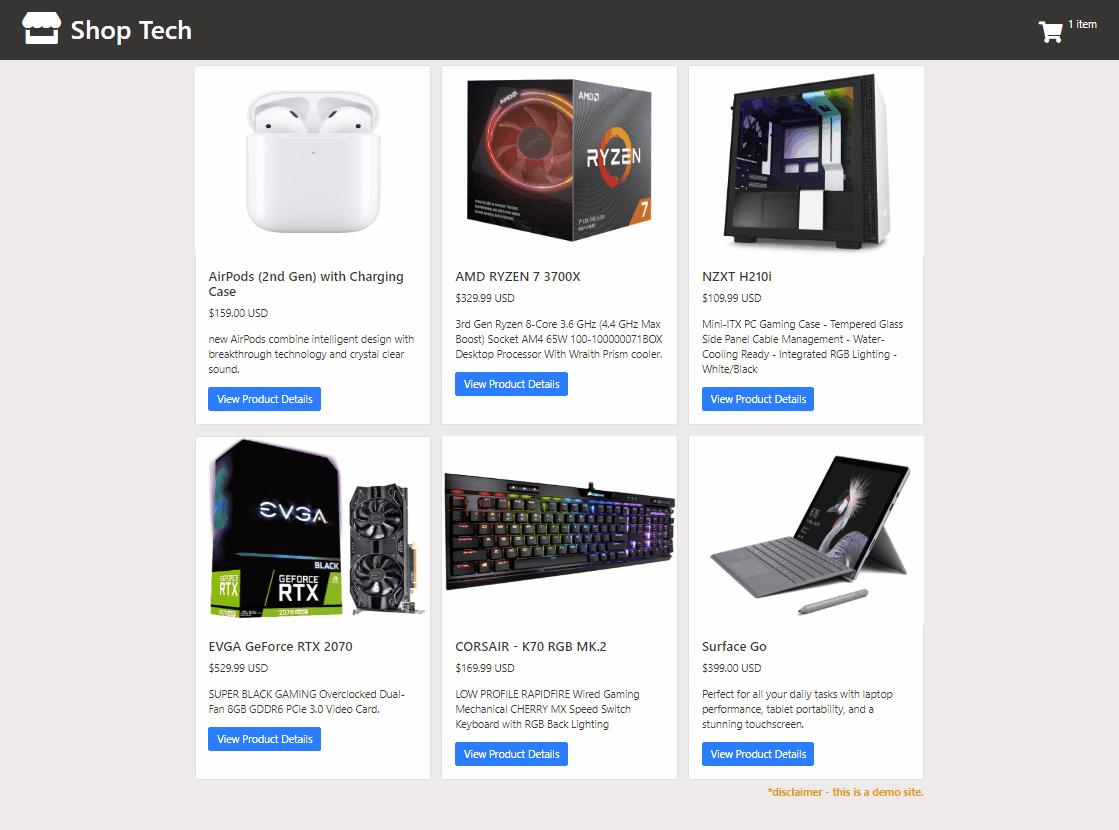 Shop Tech
1 item
AMD
AMD
RYZEN
7
AirPods (2nd Gen) with Charging
Case
$159.00 USD
new AirPods combine intelligent design with
breakthrough technology and crystal clear
sound.
View Product Details
AMD RYZEN 7 3700X
$329.99 USD
3rd Gen Ryzen 8-Core 3.6 GHz (4.4 GHz Max
Boost) Socket AM4 65W 100-100000071BOX
Desktop Processor With Wraith Prism cooler.
View Product Details
NZXT H210i
$109.99 USD
Mini-ITX PC Gaming Case - Tempered Glass
Side Panel Cable Management - Water-
Cooling Ready - Integrated RGB Lighting -
White/Black
View Product Details
EVGA
BLACK
GEFORCE
RTX
GEFORCE
RTX
EVGA GeForce RTX 2070
$529.99 USD
SUPER BLACK GAMING Overclocked Dual-
Fan 8GB GDDR6 PCIe 3.0 Video Card.
View Product Details
CORSAIR - K70 RGB MK.2
$169.99 USD
LOW PROFILE RAPIDFIRE Wired Gaming
Mechanical CHERRY MX Speed Switch
Keyboard with RGB Back Lighting
View Product Details
Surface Go
$399.00 USD
Perfect for all your daily tasks with laptop
performance, tablet portability, and a
stunning touchscreen.
View Product Details
*disclaimer - this is a demo site.